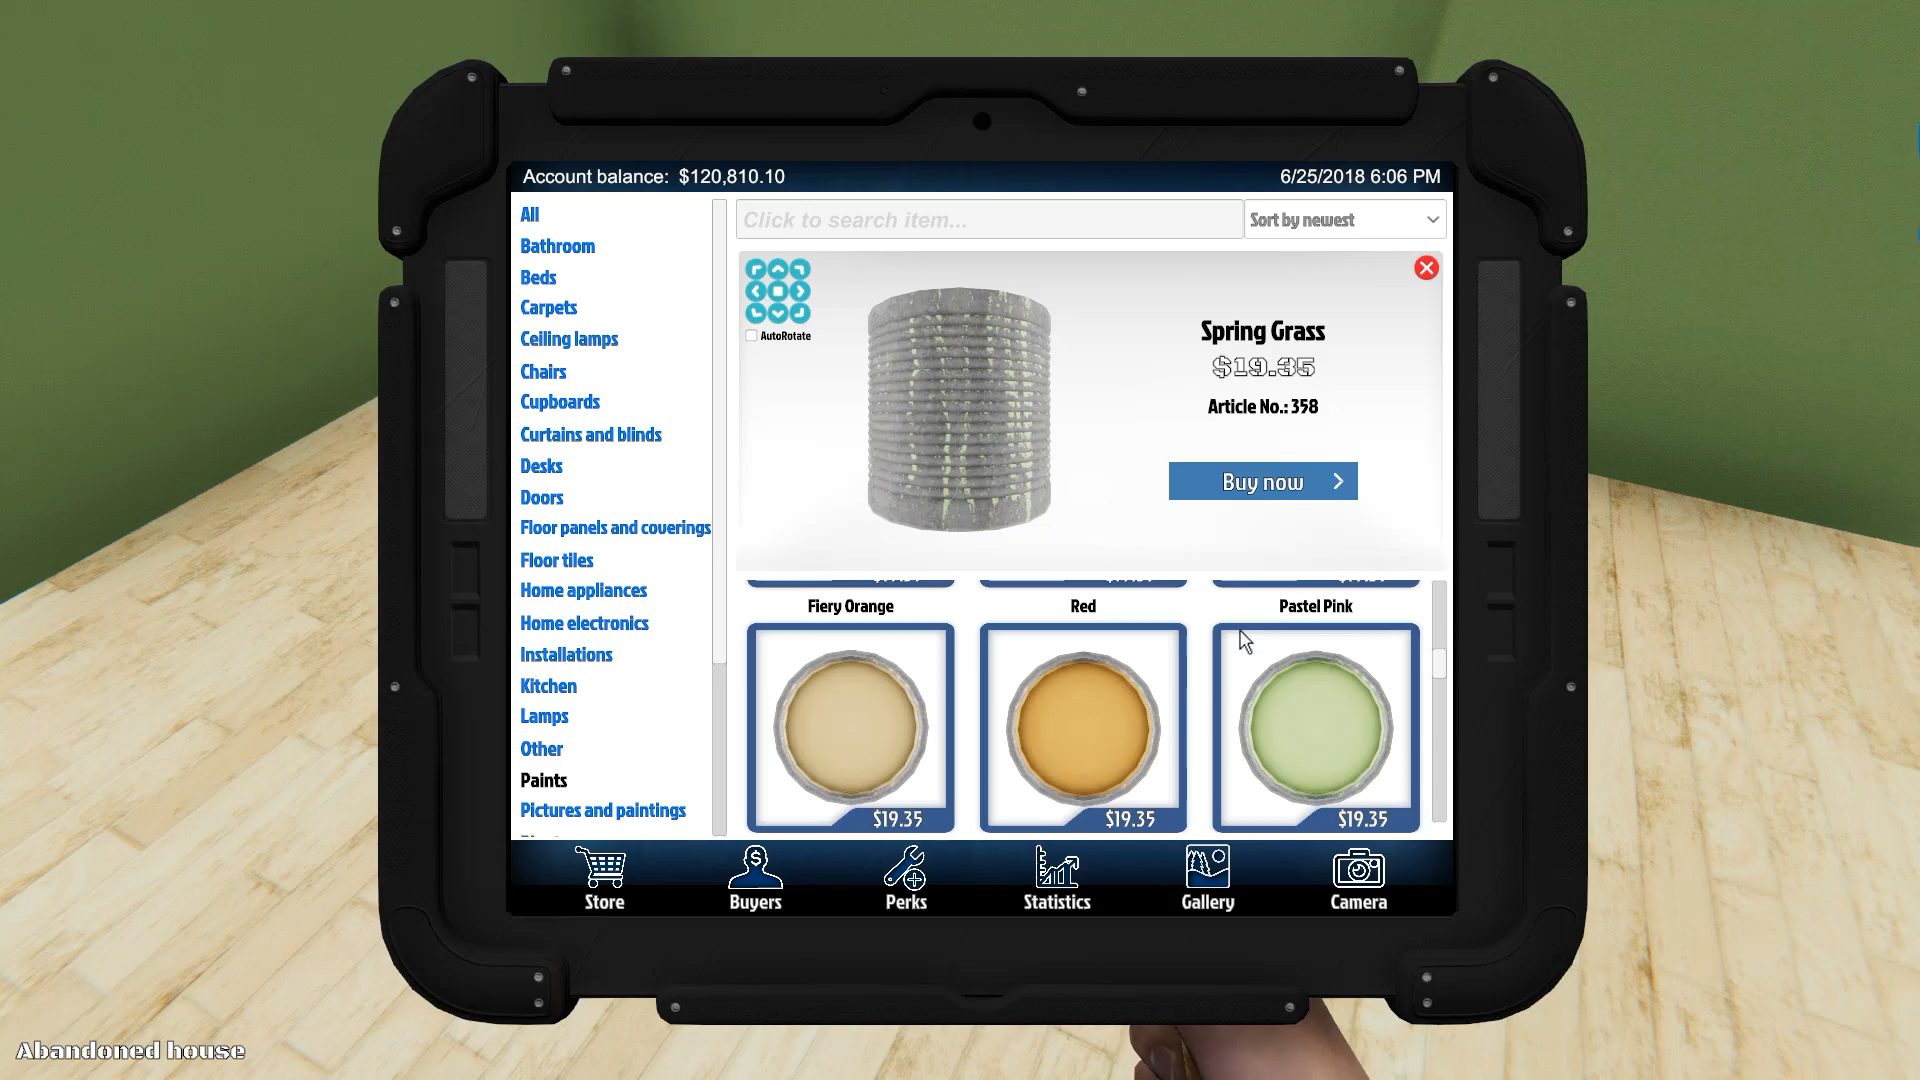 Account balance: $120,810.10
6/25/2018 6:06 PM
All
Bathroom
Beds
Carpets
Ceiling lamps
Chairs
Cupboards
Curtains and blinds
Desks
Doors
Floor panels and coverings
Floor tiles
Home appliances
Home electronics
Installations
Kitchen
Lamps
Other
Paints
Pictures and paintings
Click to search item...
Sort by newest
AutoRotate
Spring Grass
$19.35
Article No.: 358
Buy now
Fiery Orange
Red
Pastel Pink
$19.35
$19.35
$19.35
Store
Buyers
Perks
Statistics
Gallery
Camera
Abandoned house